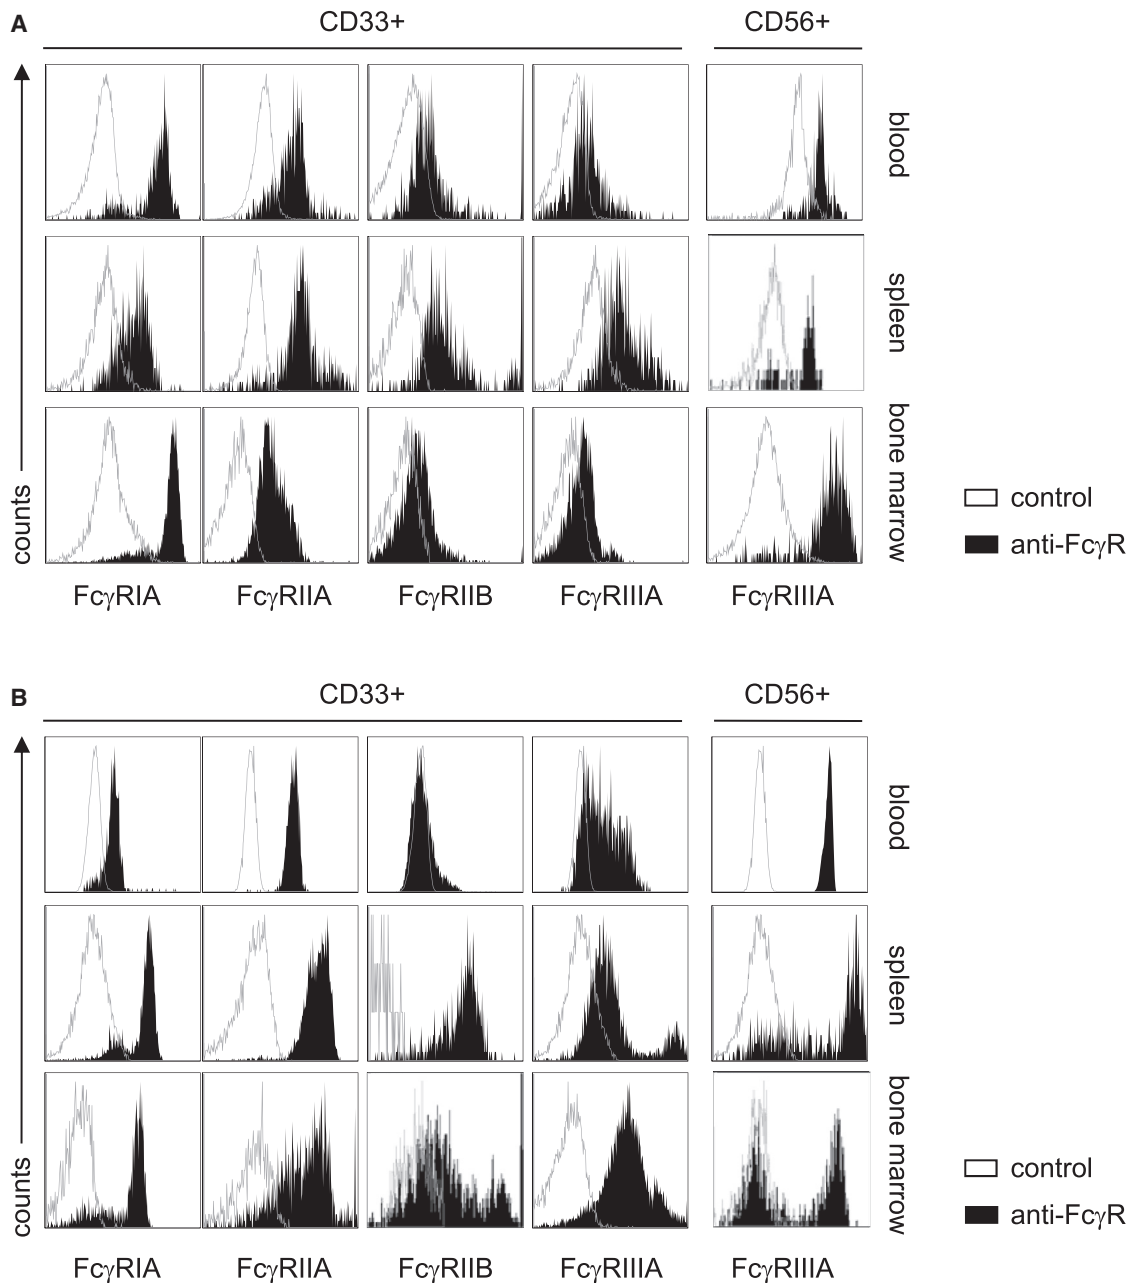 A
CD33+ CD56+
blood
spleen
bone marrow
counts
control
anti-FcγR
FcγRIA FcγRIIA FcγRIIB FcγRIIIA FcγRIIIA
B
CD33+ CD56+
blood
spleen
bone marrow
counts
control
anti-FcγR
FcγRIA FcγRIIA FcγRIIB FcγRIIIA FcγRIIIA